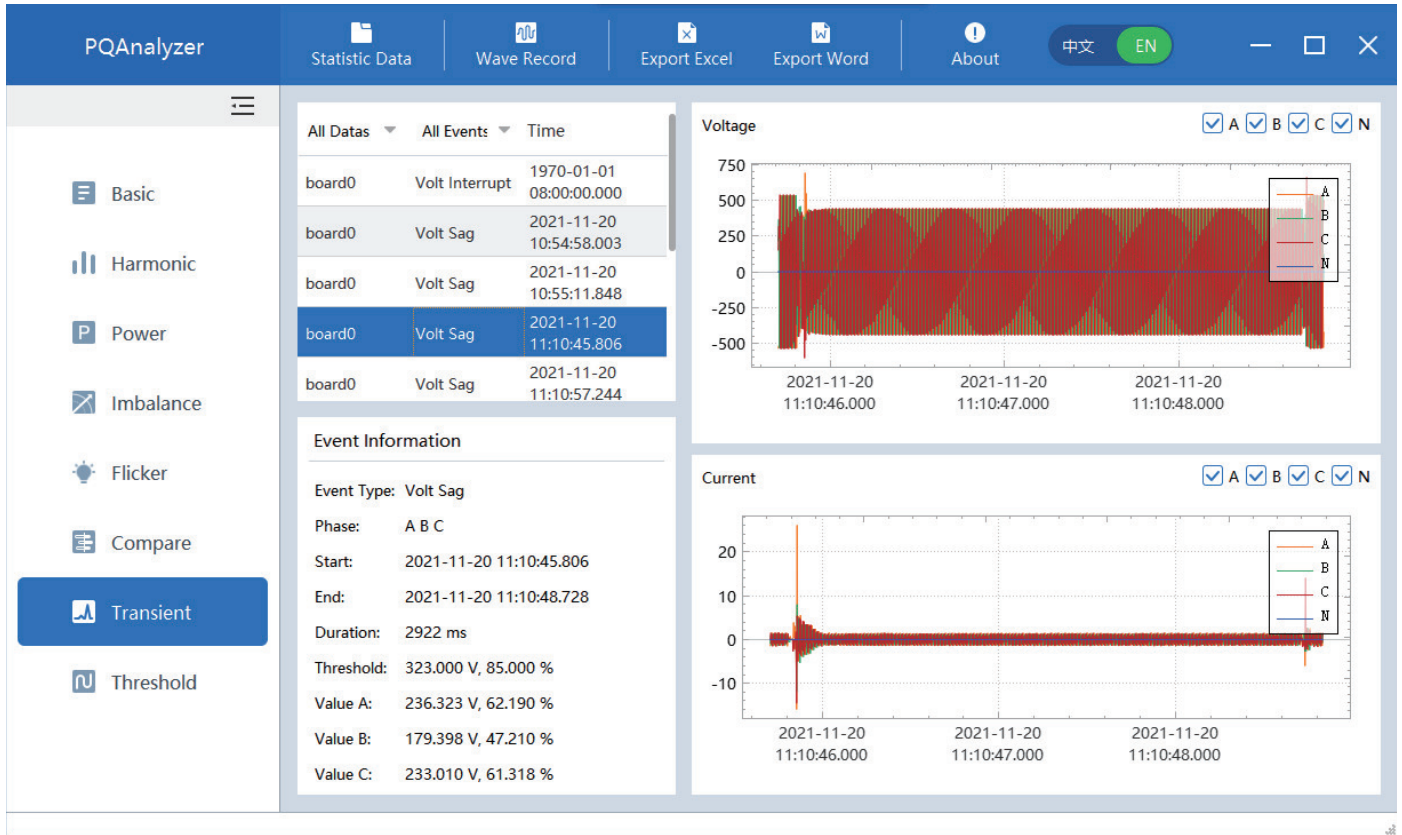 PQAnalyzer
Statistic Data
Wave Record
Export Excel
Export Word
About
中文 EN
Basic
Harmonic
P Power
Imbalance
Flicker
Compare
Transient
Threshold
All Datas All Events Time
board0 Volt Interrupt 1970-01-01
08:00:00.000
board0 Volt Sag 2021-11-20
10:54:58.003
board0 Volt Sag 2021-11-20
10:55:11.848
board0 Volt Sag 2021-11-20
11:10:45.806
board0 Volt Sag 2021-11-20
11:10:57.244
Event Information
Event Type: Volt Sag
Phase: A B C
Start: 2021-11-20 11:10:45.806
End: 2021-11-20 11:10:48.728
Duration: 2922 ms
Threshold: 323.000 V, 85.000 %
Value A: 236.323 V, 62.190 %
Value B: 179.398 V, 47.210 %
Value C: 233.010 V, 61.318 %
Voltage A B C N
750
500
250
0
-250
-500
A
B
C
N
2021-11-20 2021-11-20 2021-11-20
11:10:46.000 11:10:47.000 11:10:48.000
Current A B C N
20
10
0
-10
A
B
C
N
2021-11-20 2021-11-20 2021-11-20
11:10:46.000 11:10:47.000 11:10:48.000